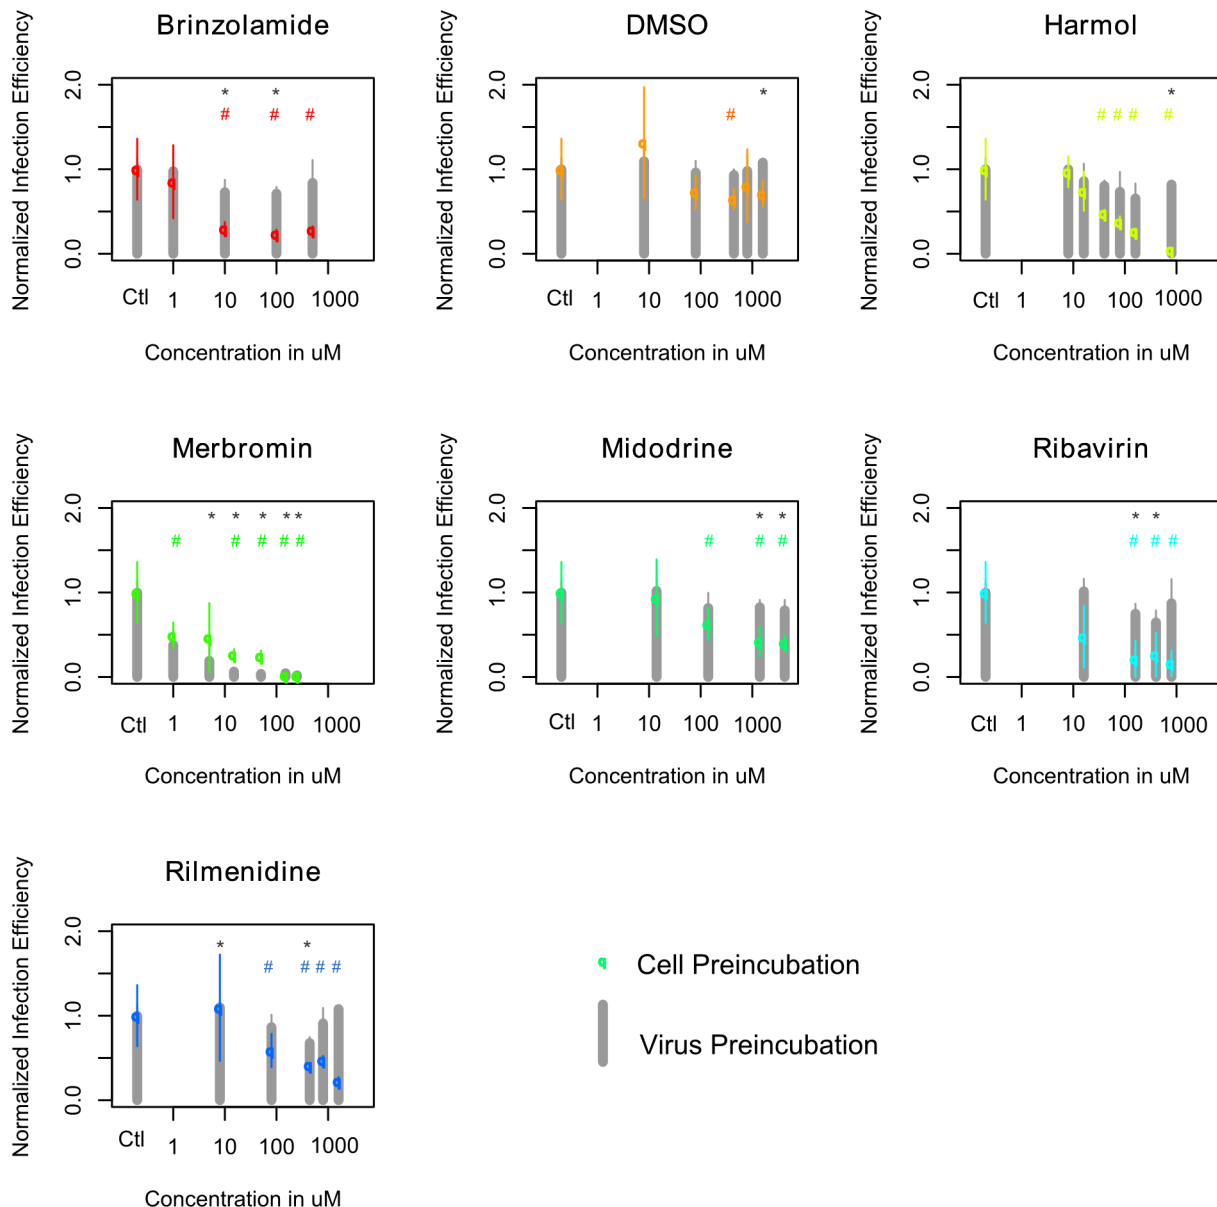 Brinzolamide
Normalized Infection Efficiency
2.0
1.0
0.0
* *
# # #
Ctl 1 10 100 1000
Concentration in uM
DMSO
Normalized Infection Efficiency
2.0
1.0
0.0
*
#
Ctl 1 10 100 1000
Concentration in uM
Harmol
Normalized Infection Efficiency
2.0
1.0
0.0
*
# # # #
Ctl 1 10 100 1000
Concentration in uM
Merbromin
Normalized Infection Efficiency
2.0
1.0
0.0
* * * * *
# # # # #
Ctl 1 10 100 1000
Concentration in uM
Midodrine
Normalized Infection Efficiency
2.0
1.0
0.0
* *
# # #
Ctl 1 10 100 1000
Concentration in uM
Ribavirin
Normalized Infection Efficiency
2.0
1.0
0.0
* *
# # #
Ctl 1 10 100 1000
Concentration in uM
Rilmenidine
Normalized Infection Efficiency
2.0
1.0
0.0
* *
# # # #
Ctl 1 10 100 1000
Concentration in uM
Cell Preincubation
Virus Preincubation